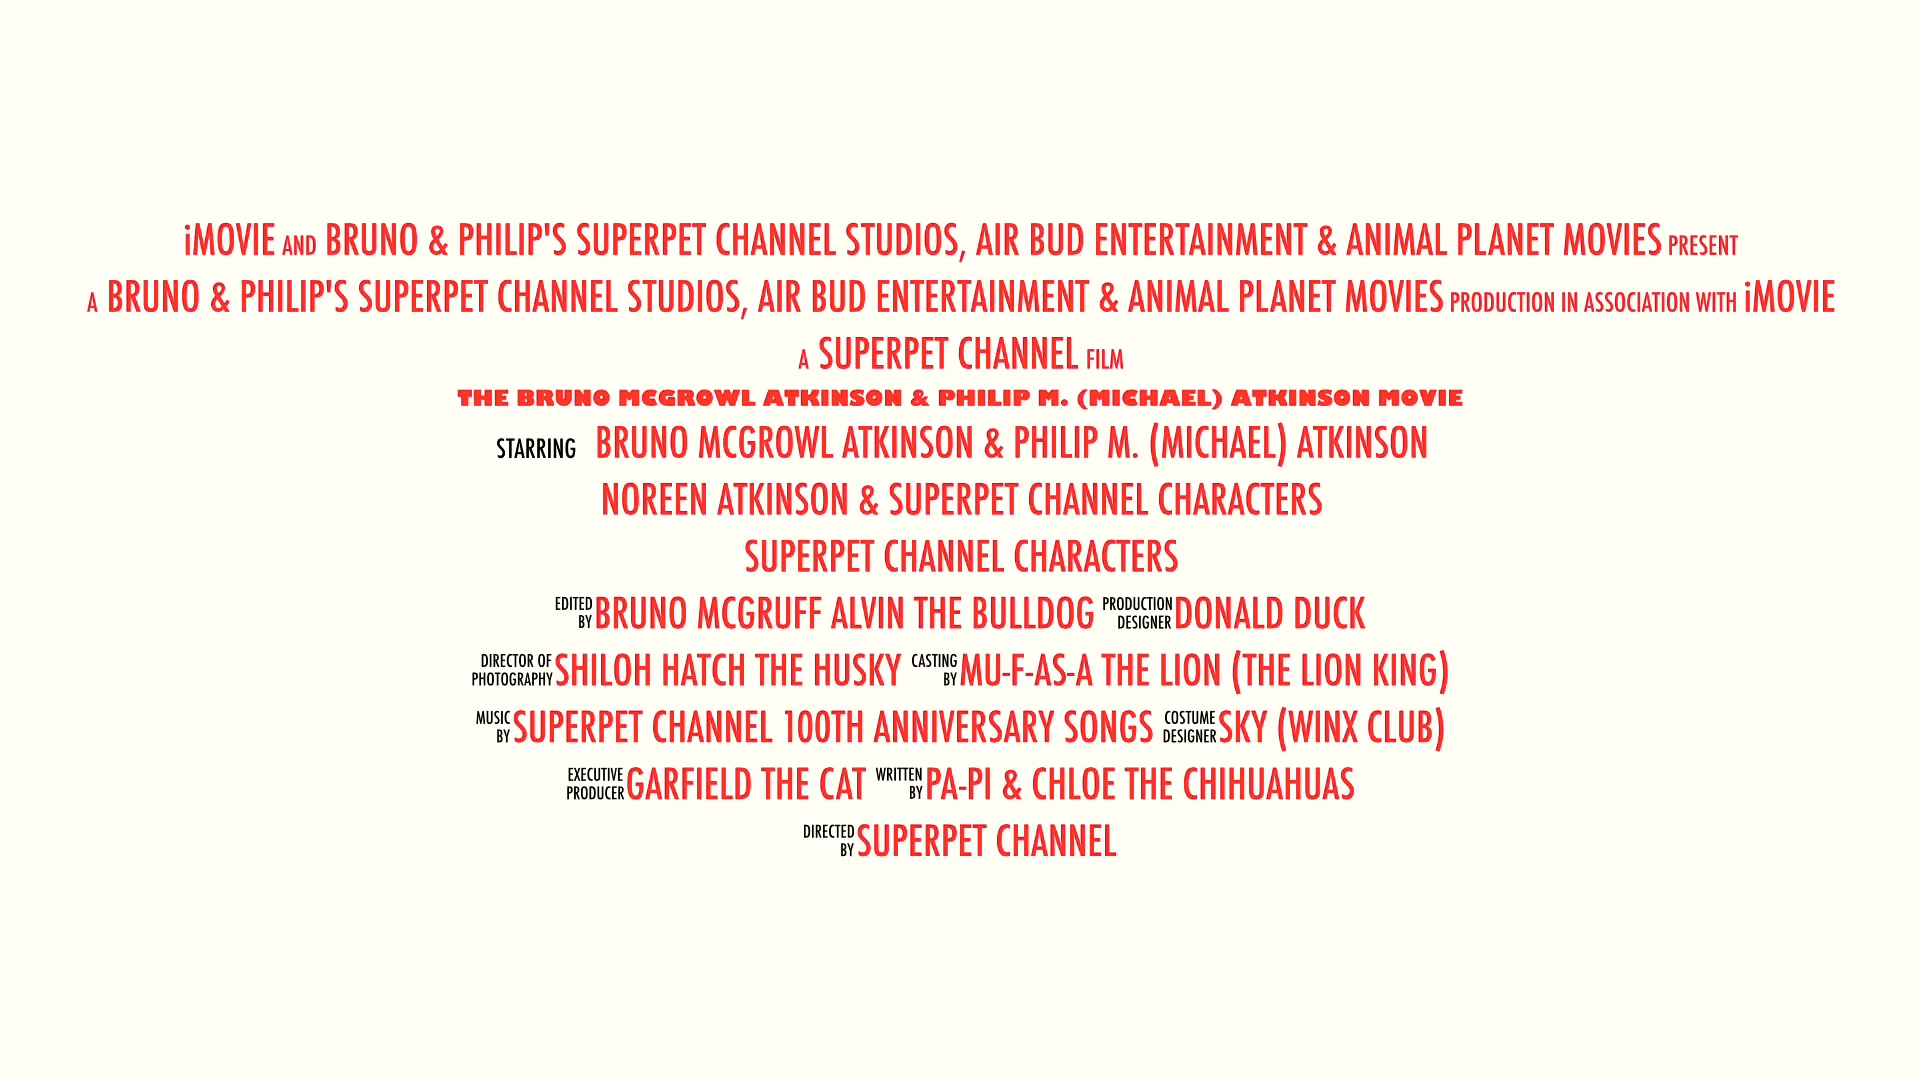 iMOVIE AND BRUNO & PHILIP'S SUPERPET CHANNEL STUDIOS, AIR BUD ENTERTAINMENT & ANIMAL PLANET MOVIES PRESENT
A BRUNO & PHILIP'S SUPERPET CHANNEL STUDIOS, AIR BUD ENTERTAINMENT & ANIMAL PLANET MOVIES PRODUCTION IN ASSOCIATION WITH iMOVIE
A SUPERPET CHANNEL FILM
THE BRUNO MCGROWL ATKINSON & PHILIP M. (MICHAEL) ATKINSON MOVIE
STARRING BRUNO MCGROWL ATKINSON & PHILIP M. (MICHAEL) ATKINSON
NOREEN ATKINSON & SUPERPET CHANNEL CHARACTERS
SUPERPET CHANNEL CHARACTERS
EDITED BY BRUNO MCGRUFF ALVIN THE BULLDOG PRODUCTION DESIGNER DONALD DUCK
DIRECTOR OF PHOTOGRAPHY SHILOH HATCH THE HUSKY CASTING BY MU-F-AS-A THE LION (THE LION KING)
MUSIC BY SUPERPET CHANNEL 100TH ANNIVERSARY SONGS COSTUME DESIGNER SKY (WINX CLUB)
EXECUTIVE PRODUCER GARFIELD THE CAT WRITTEN BY PA-PI & CHLOE THE CHIHUAHUAS
DIRECTED BY SUPERPET CHANNEL